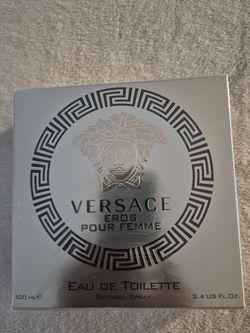 VERSACE
EROS
POUR FEMME
EAU DE TOILETTE
NATURAL SPRAY
100 ML℮ 3.4 US FL.OZ.